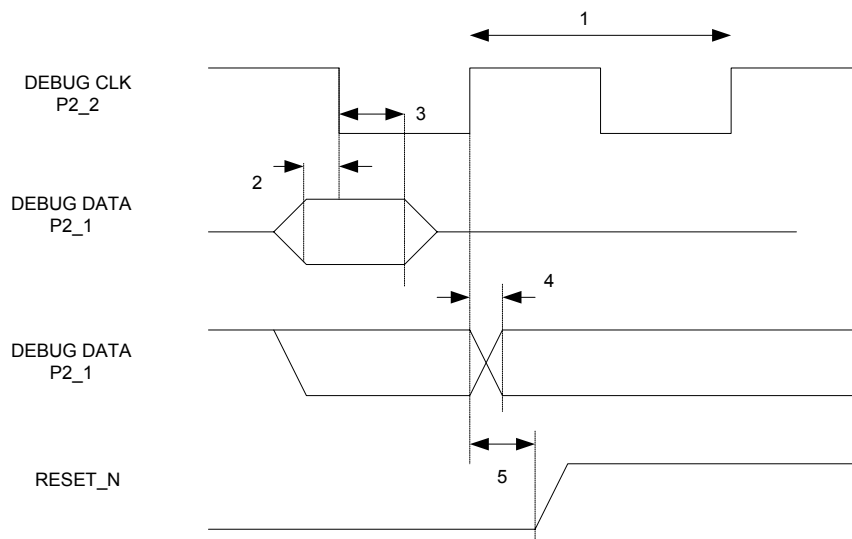 1
DEBUG CLK
P2_2
3
2
DEBUG DATA
P2_1
4
DEBUG DATA
P2_1
5
RESET_N